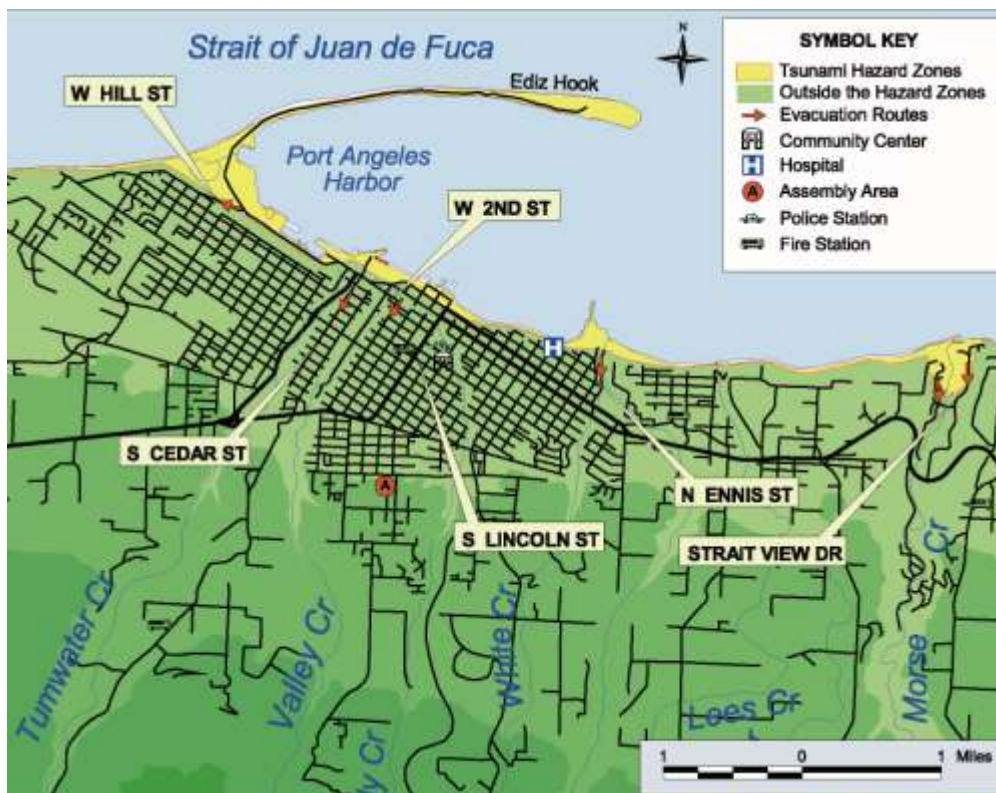 Strait of Juan de Fuca
N
SYMBOL KEY
Tsunami Hazard Zones
Outside the Hazard Zones
Evacuation Routes
Community Center
H
Hospital
A
Assembly Area
Police Station
Fire Station
Ediz Hook
W HILL ST
Port Angeles
Harbor
W 2ND ST
H
S CEDAR ST
A
N ENNIS ST
S LINCOLN ST
STRAIT VIEW DR
Tumwater Cr
Valley Cr
White Cr
Lees Cr
Morse Cr
y Cr
1 0 1 Miles